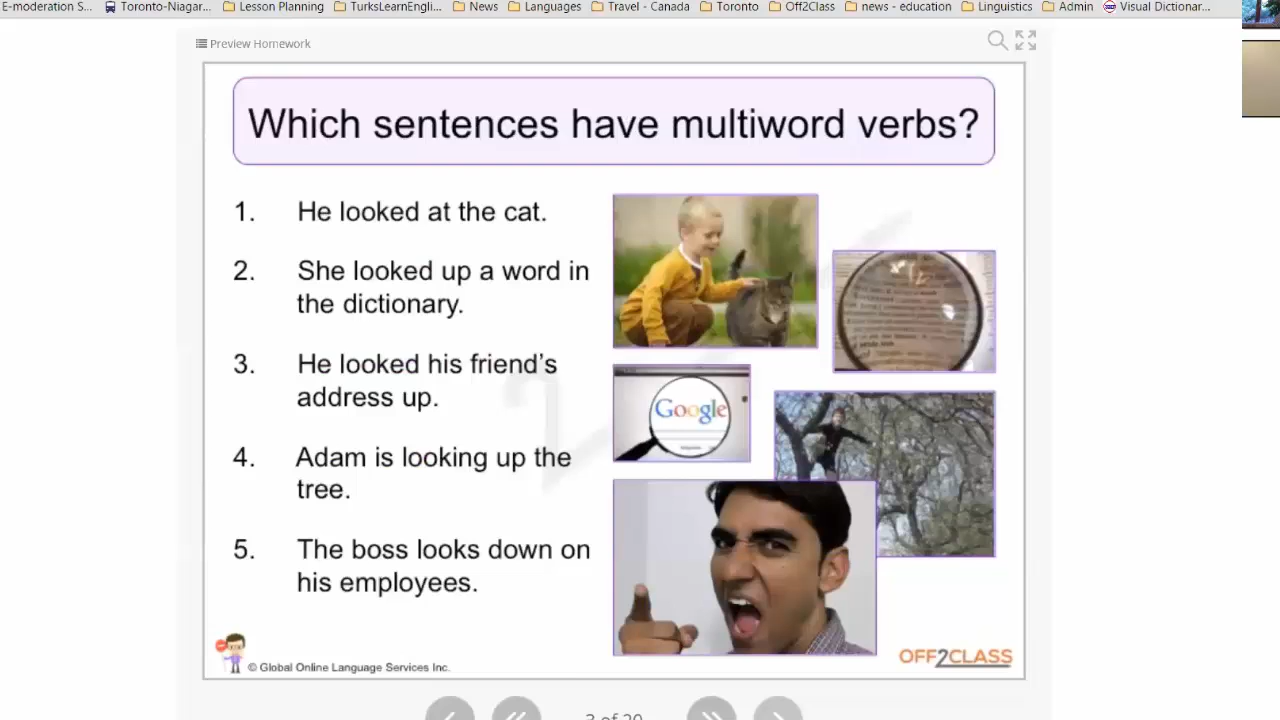 E-moderation S... Toronto-Niagar... Lesson Planning TurksLearnEngli... News Languages Travel - Canada Toronto Off2Class news - education Linguistics Admin Visual Dictionar...
Preview Homework
Which sentences have multiword verbs?
1. He looked at the cat.
2. She looked up a word in
the dictionary.
3. He looked his friend's
address up.
Google
4. Adam is looking up the
tree.
5. The boss looks down on
his employees.
© Global Online Language Services Inc.
OFF2CLASS
3 of 20